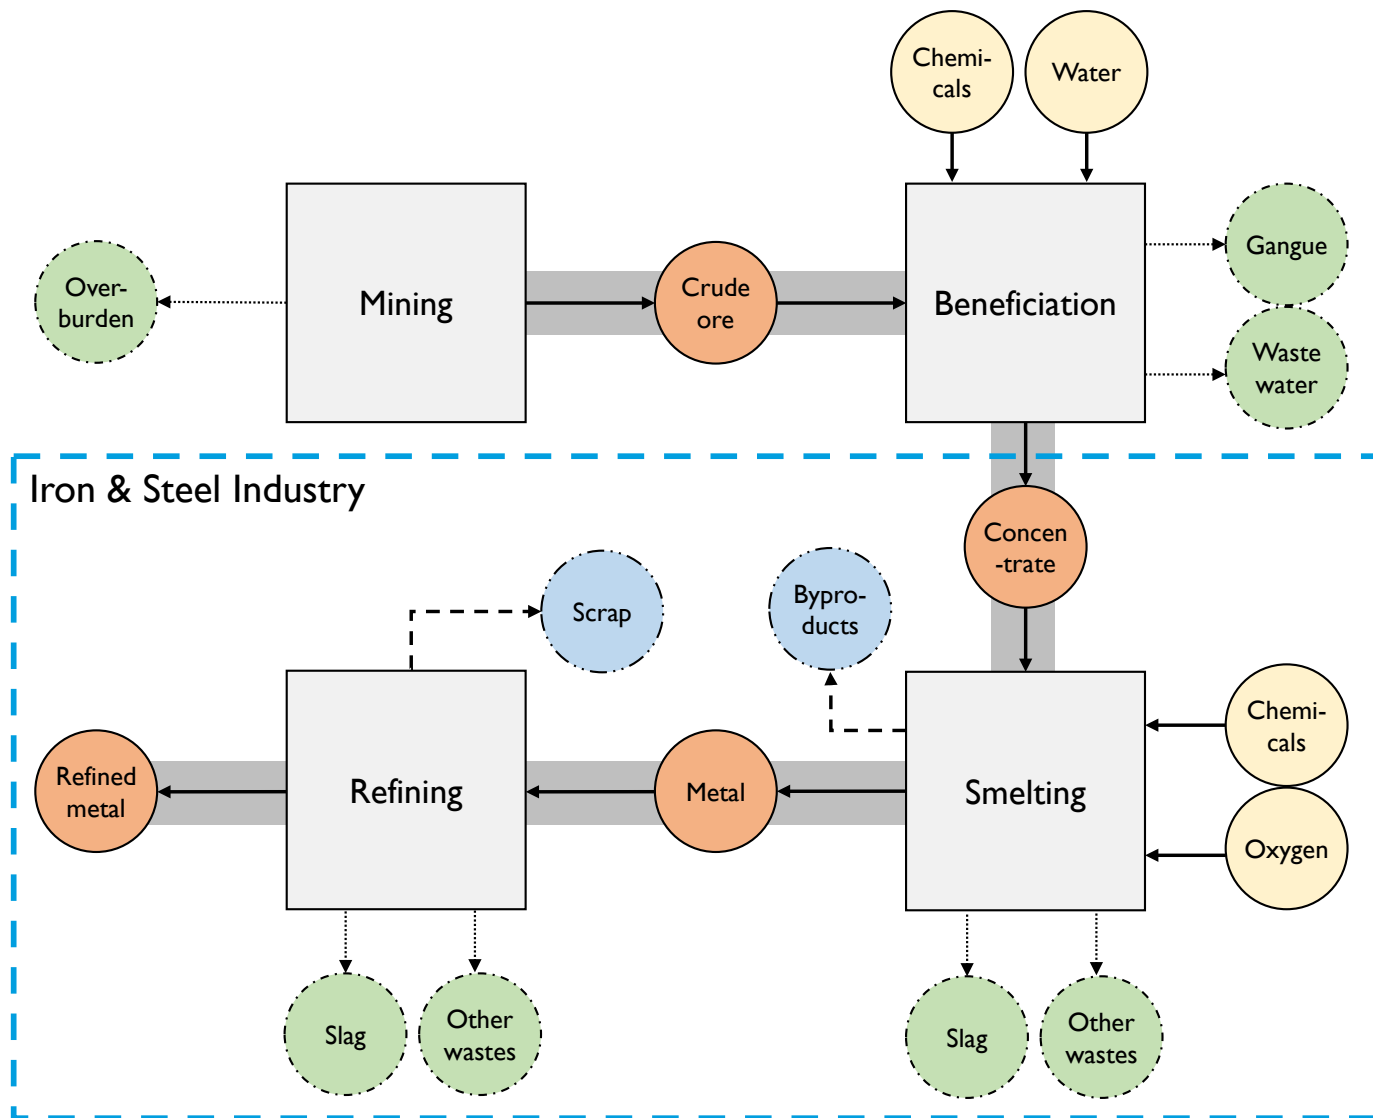 Chemi-
cals
Water
Over-
burden
Mining
Crude
ore
Beneficiation
Gangue
Waste
water
Iron & Steel Industry
Concen
-trate
Scrap
Bypro-
ducts
Refined
metal
Refining
Metal
Smelting
Chemi-
cals
Oxygen
Slag
Other
wastes
Slag
Other
wastes